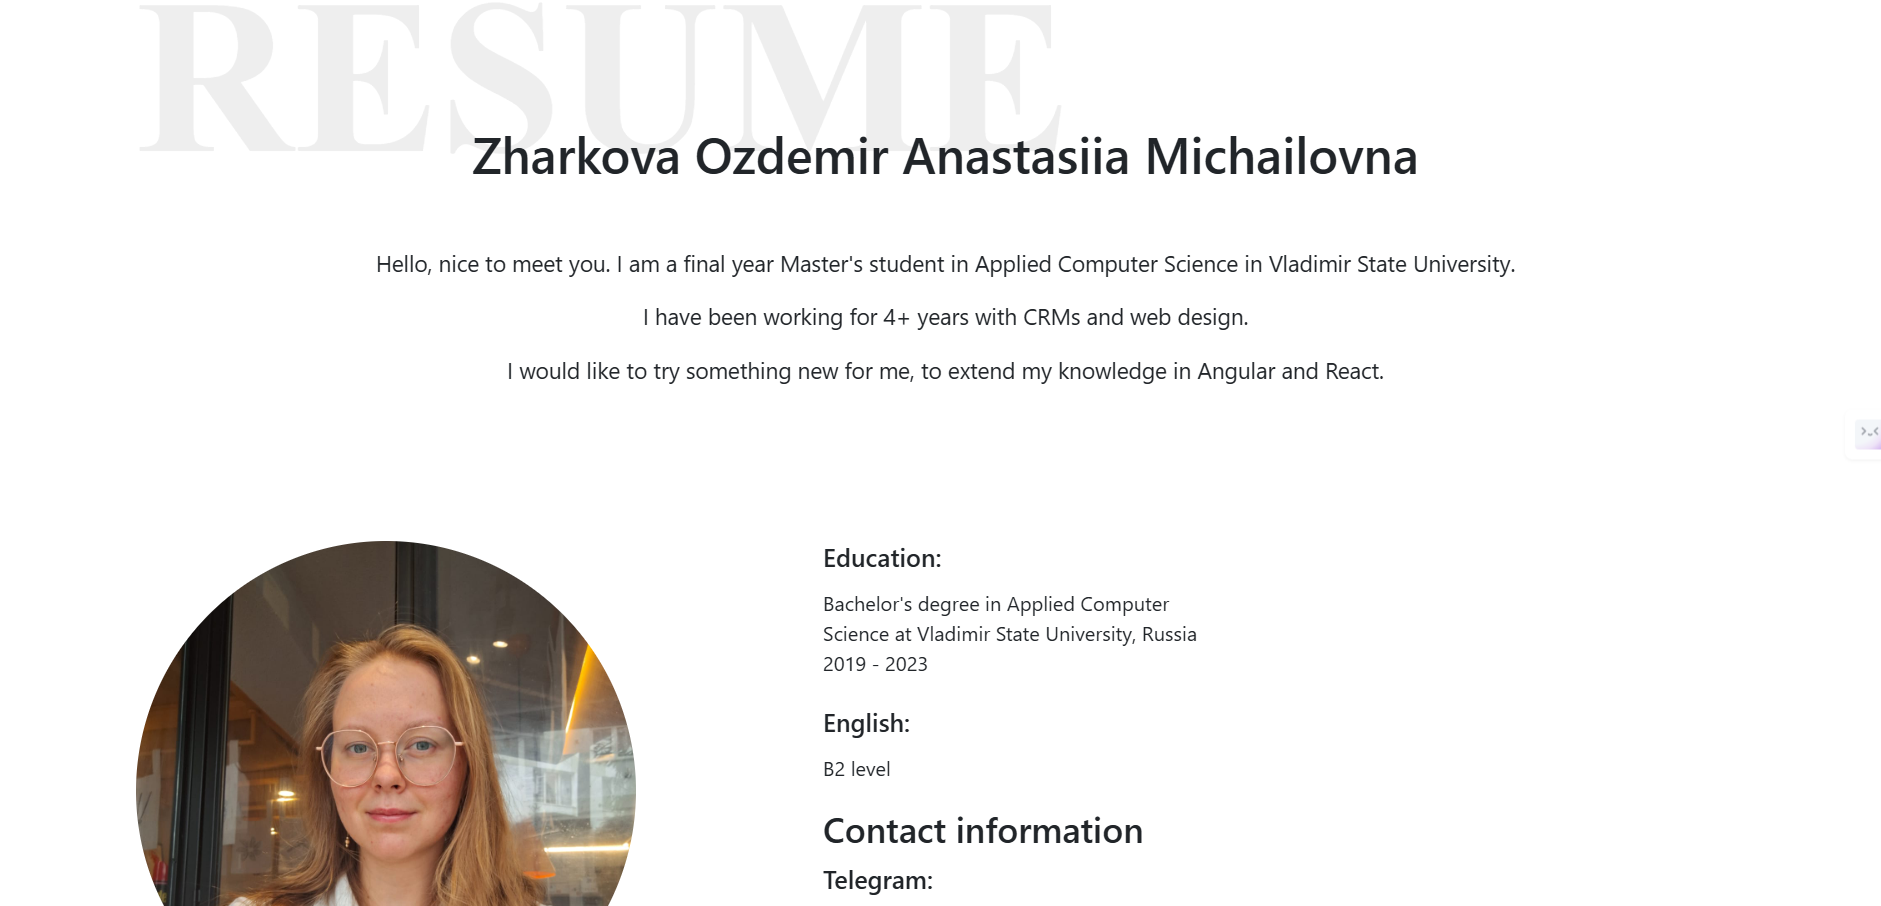 RESUME
Zharkova Ozdemir Anastasiia Michailovna
Hello, nice to meet you. I am a final year Master's student in Applied Computer Science in Vladimir State University.
I have been working for 4+ years with CRMs and web design.
I would like to try something new for me, to extend my knowledge in Angular and React.
Education:
Bachelor's degree in Applied Computer
Science at Vladimir State University, Russia
2019 - 2023
English:
B2 level
Contact information
Telegram: